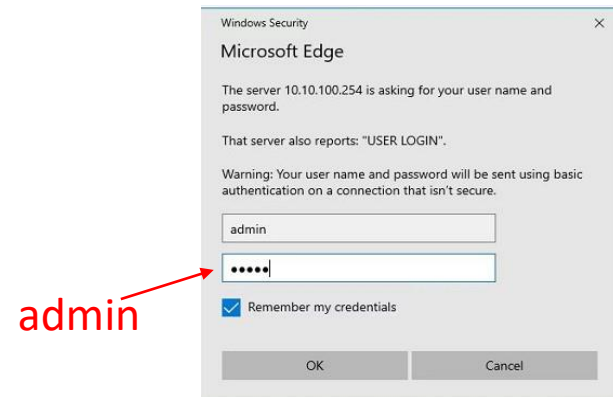 Windows Security
Microsoft Edge
The server 10.10.100.254 is asking for your user name and
password.
That server also reports: "USER LOGIN".
Warning: Your user name and password will be sent using basic
authentication on a connection that isn't secure.
admin
•••••
admin
Remember my credentials
OK
Cancel